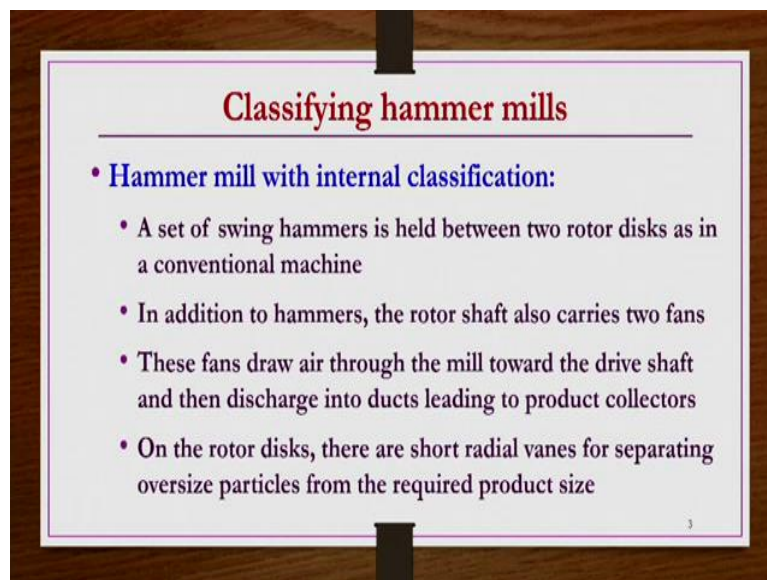 Classifying hammer mills
• Hammer mill with internal classification:
• A set of swing hammers is held between two rotor disks as in
a conventional machine
• In addition to hammers, the rotor shaft also carries two fans
• These fans draw air through the mill toward the drive shaft
and then discharge into ducts leading to product collectors
• On the rotor disks, there are short radial vanes for separating
oversize particles from the required product size
3